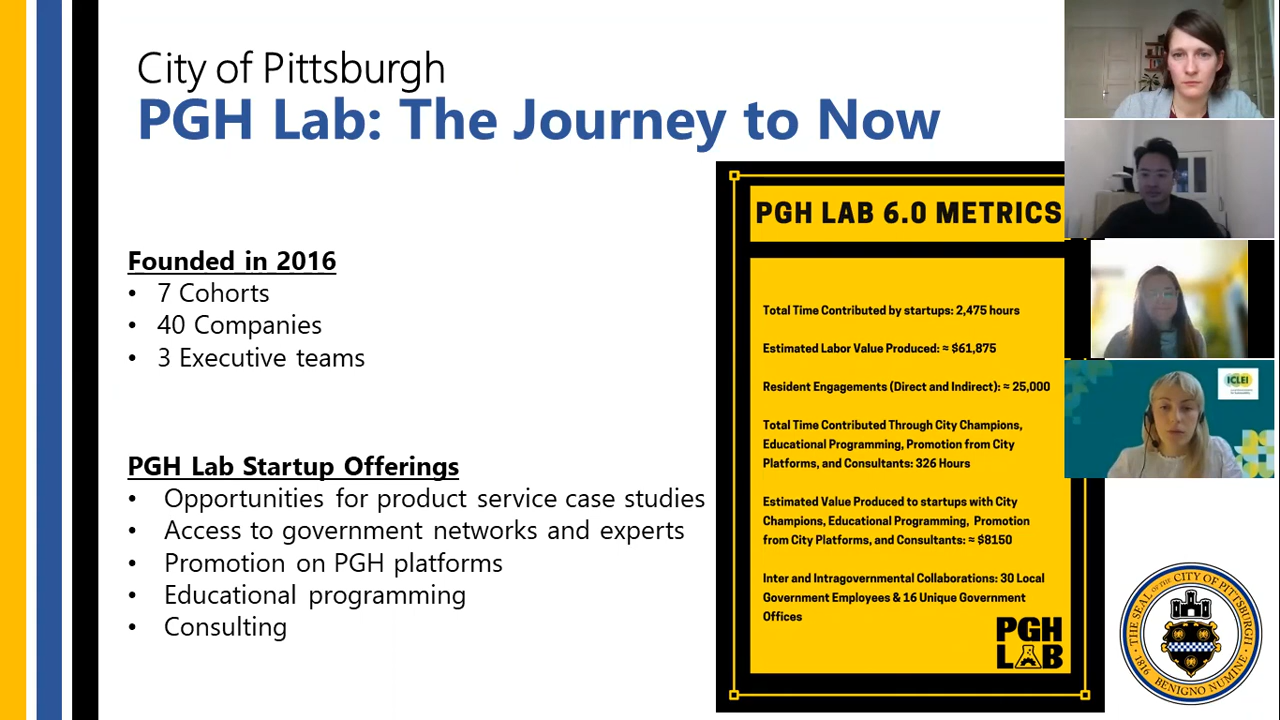 City of Pittsburgh
PGH Lab: The Journey to Now
Founded in 2016
• 7 Cohorts
• 40 Companies
• 3 Executive teams
PGH Lab Startup Offerings
• Opportunities for product service case studies
• Access to government networks and experts
• Promotion on PGH platforms
• Educational programming
• Consulting
PGH LAB 6.0 METRICS
Total Time Contributed by startups: 2,475 hours
Estimated Labor Value Produced: ≈ $61,875
Resident Engagements (Direct and Indirect): ≈ 25,000
Total Time Contributed Through City Champions,
Educational Programming, Promotion from City
Platforms, and Consultants: 326 Hours
Estimated Value Produced to startups with City
Champions, Educational Programming, Promotion
from City Platforms, and Consultants: ≈ $8150
Inter and Intragovernmental Collaborations: 30 Local
Government Employees & 16 Unique Government
Offices
PGH
LAB
ICLEI
THE SEAL OF THE CITY OF PITTSBURGH
1816
BENIGNO NUMINE